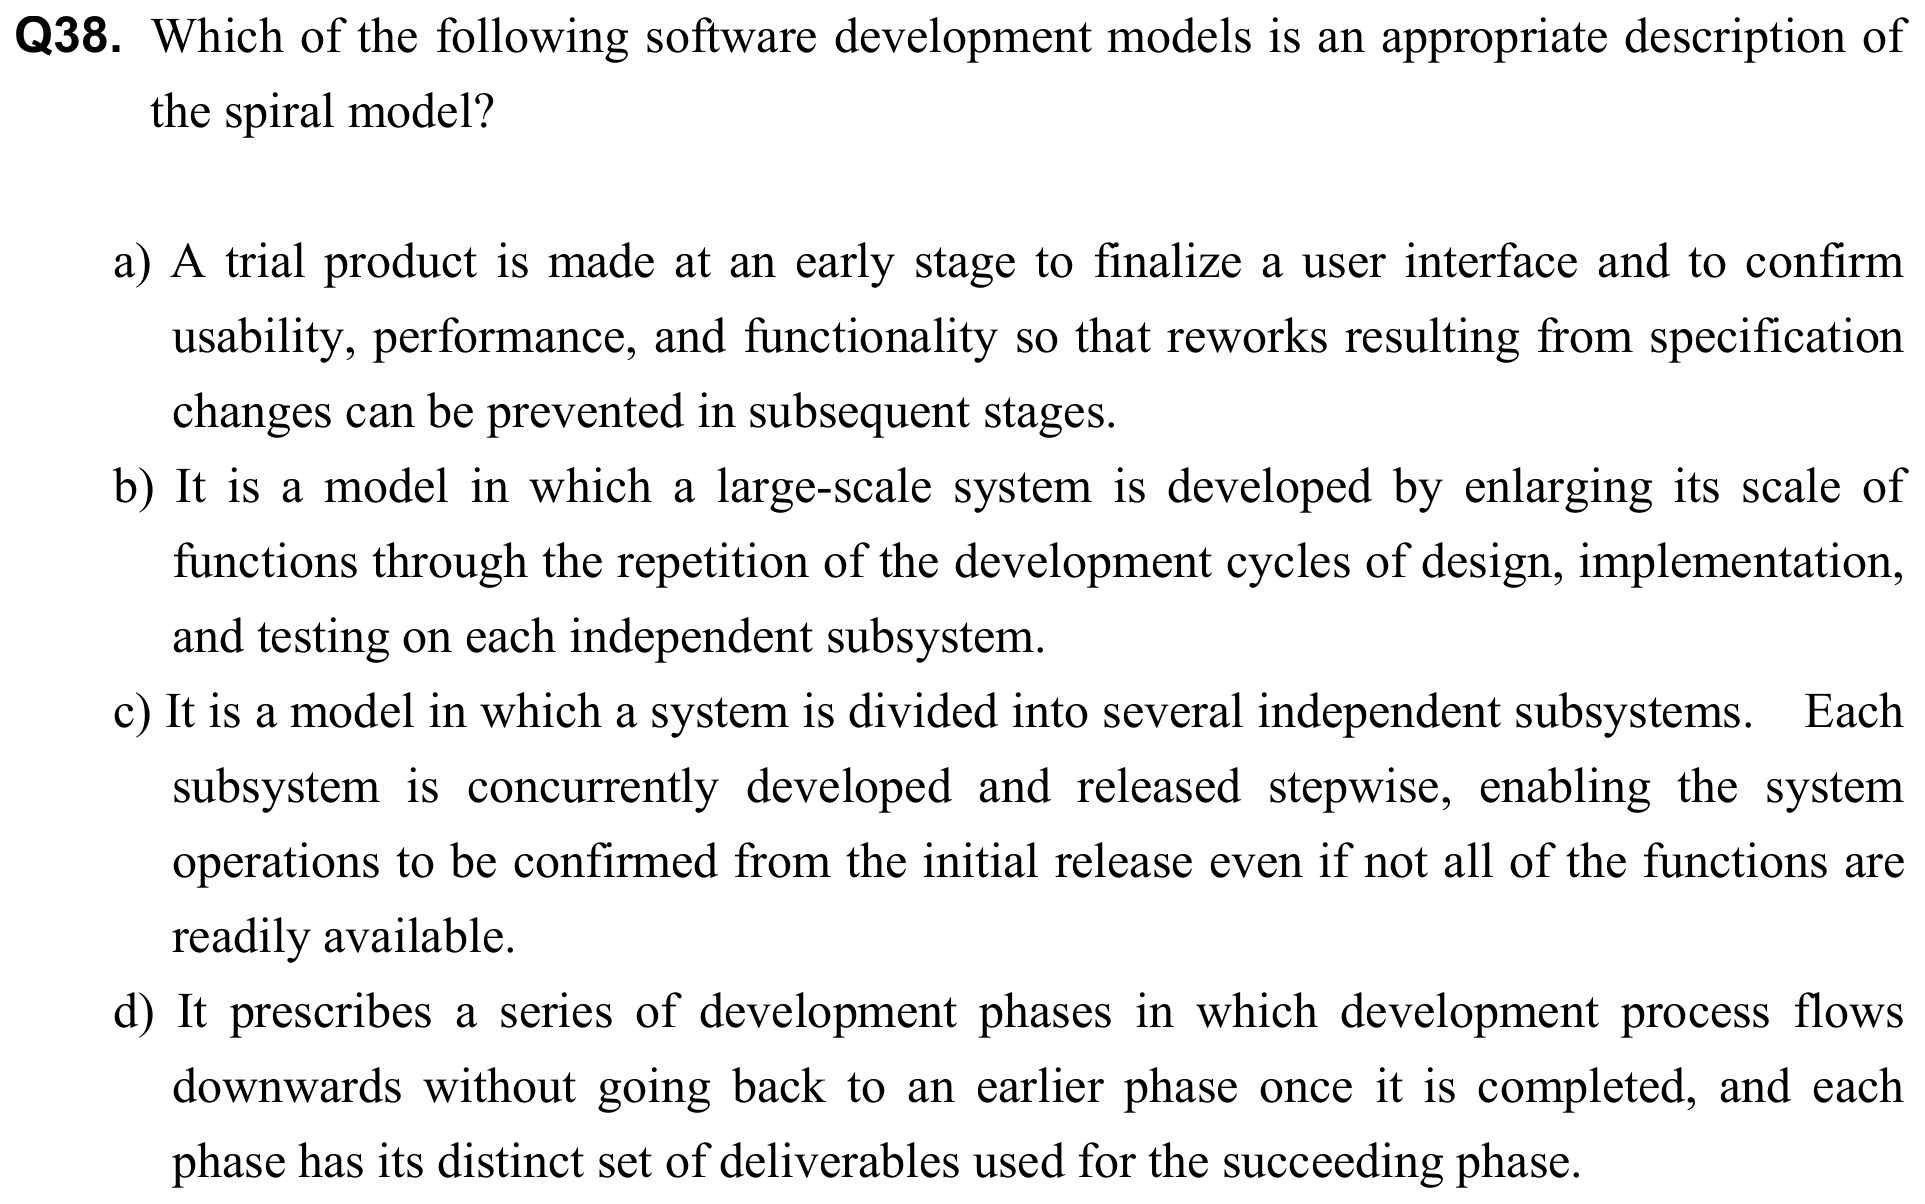 Q38. Which of the following software development models is an appropriate description of
the spiral model?
a) A trial product is made at an early stage to finalize a user interface and to confirm
usability, performance, and functionality so that reworks resulting from specification
changes can be prevented in subsequent stages.
b) It is a model in which a large-scale system is developed by enlarging its scale of
functions through the repetition of the development cycles of design, implementation,
and testing on each independent subsystem.
c) It is a model in which a system is divided into several independent subsystems. Each
subsystem is concurrently developed and released stepwise, enabling the system
operations to be confirmed from the initial release even if not all of the functions are
readily available.
d) It prescribes a series of development phases in which development process flows
downwards without going back to an earlier phase once it is completed, and each
phase has its distinct set of deliverables used for the succeeding phase.